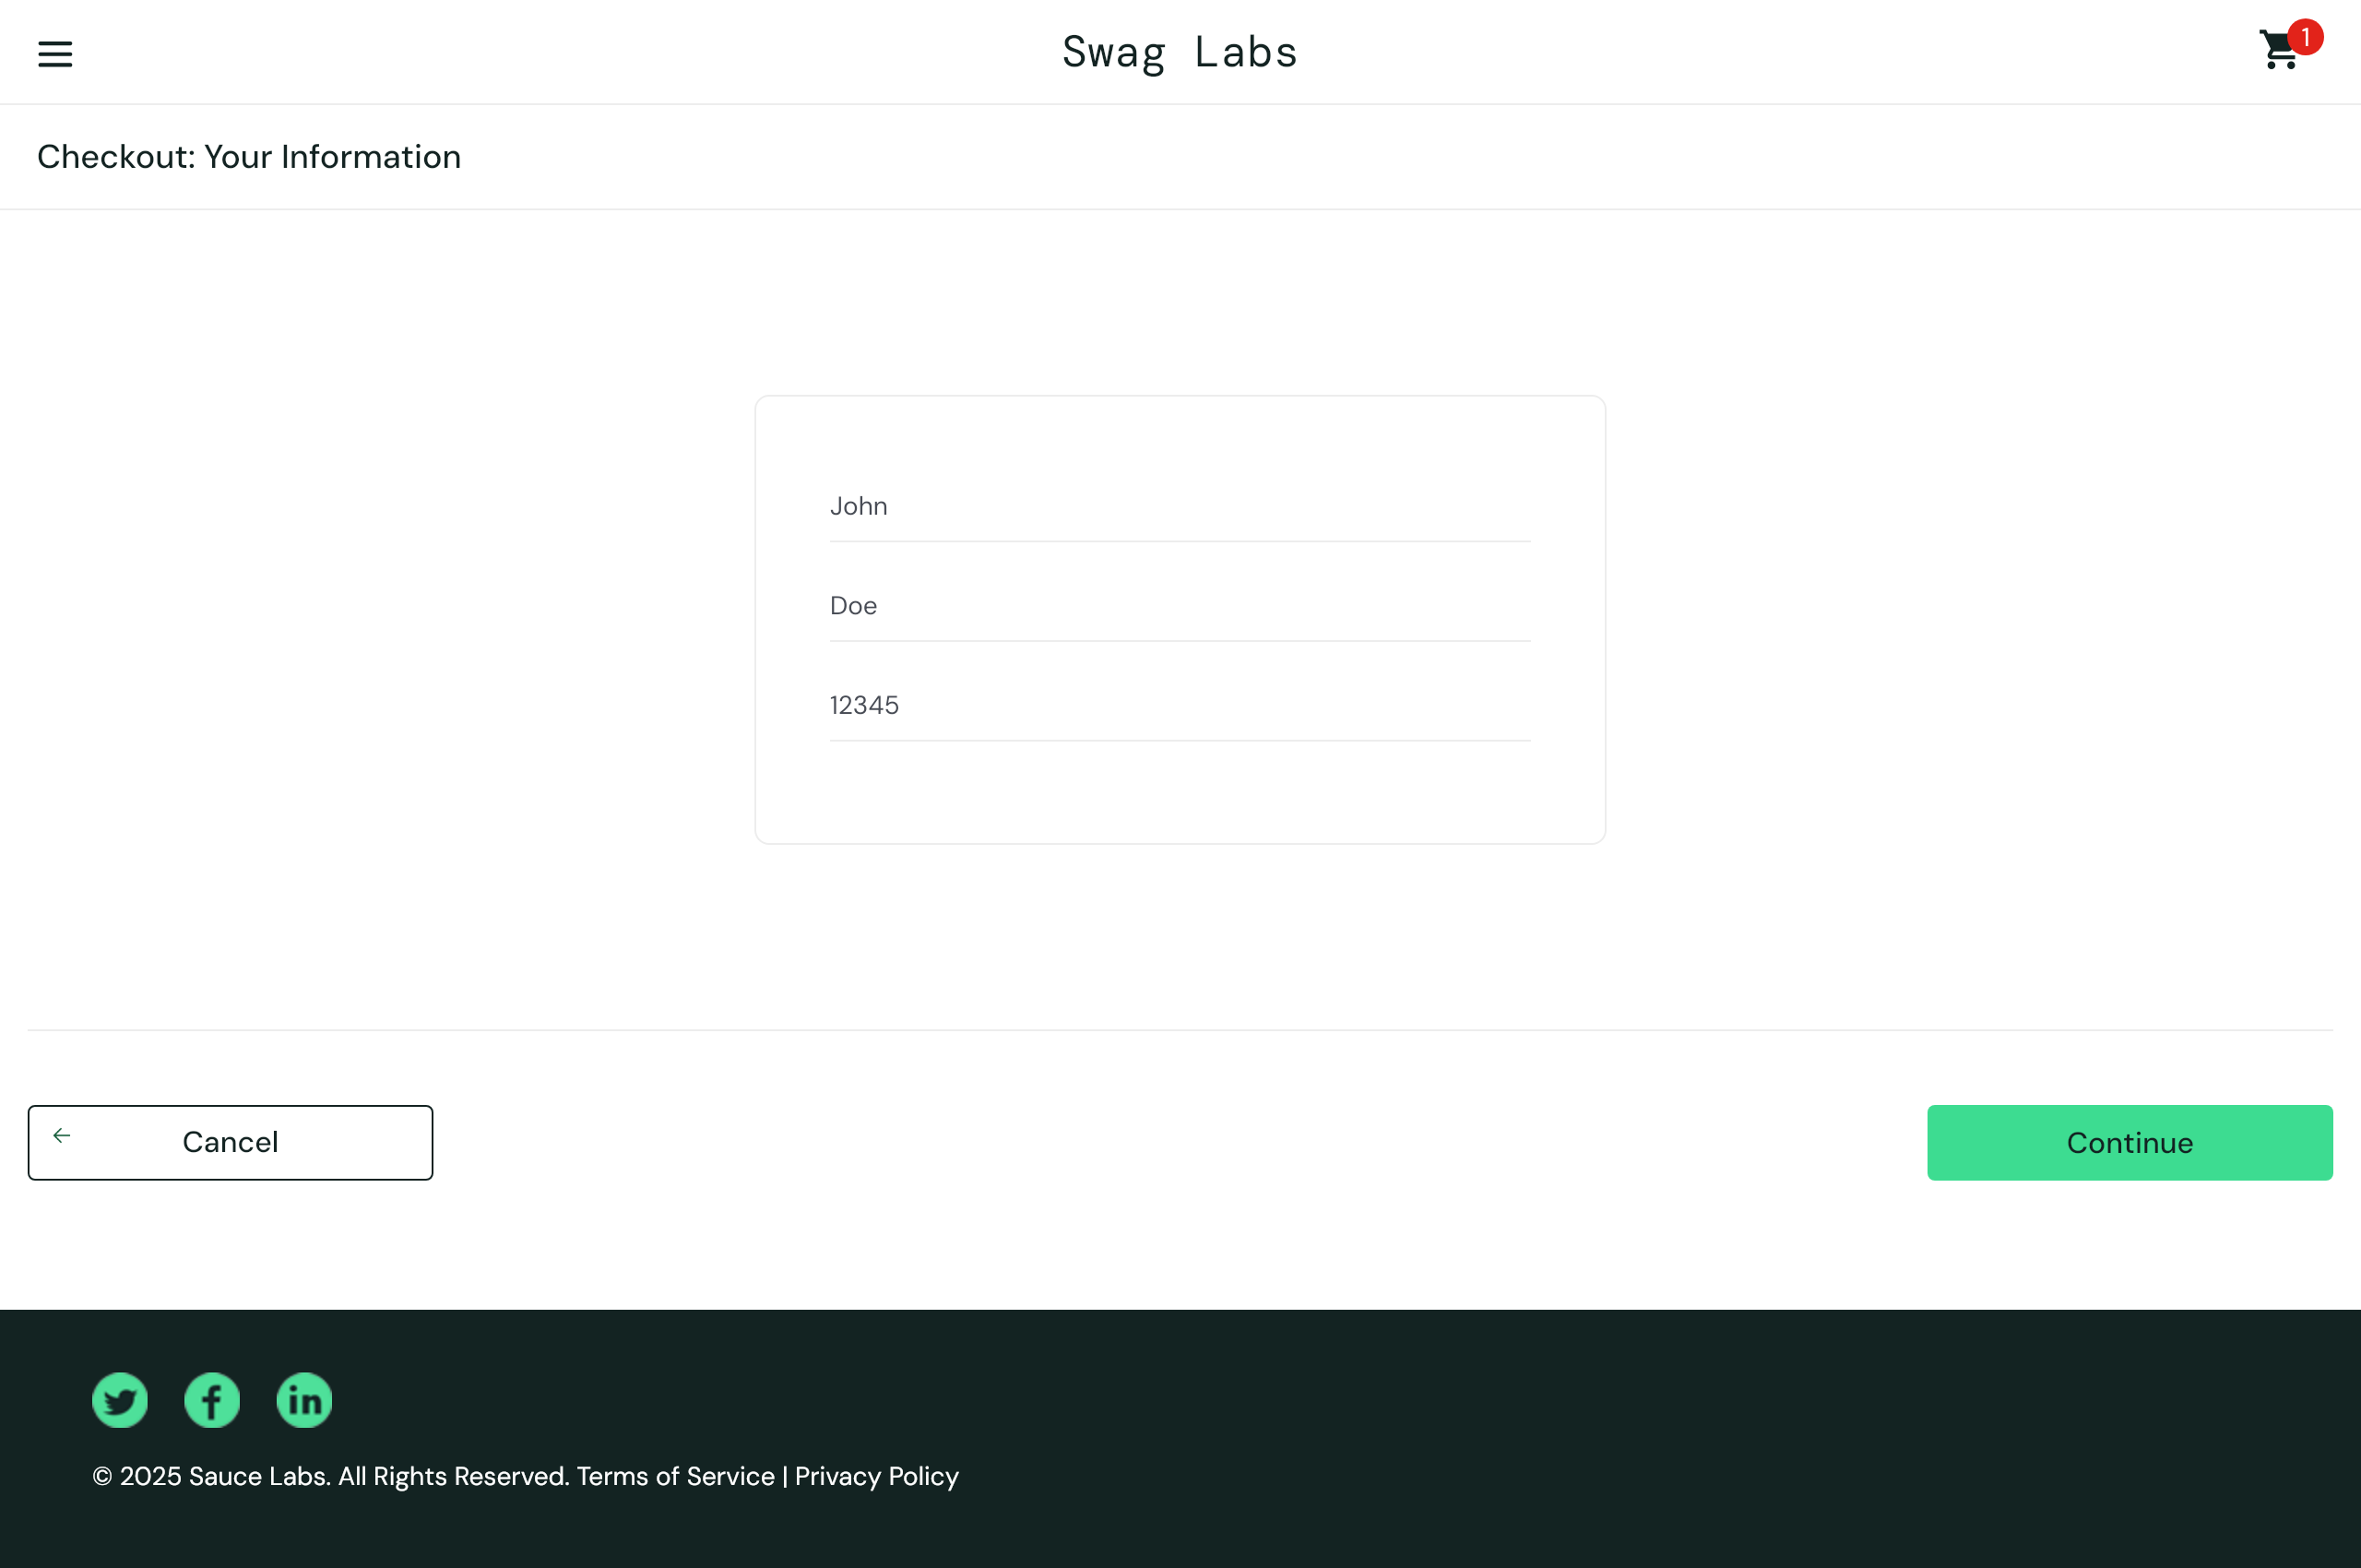 Swag Labs
1
Checkout: Your Information
John
Doe
12345
Cancel
Continue
© 2025 Sauce Labs. All Rights Reserved. Terms of Service | Privacy Policy